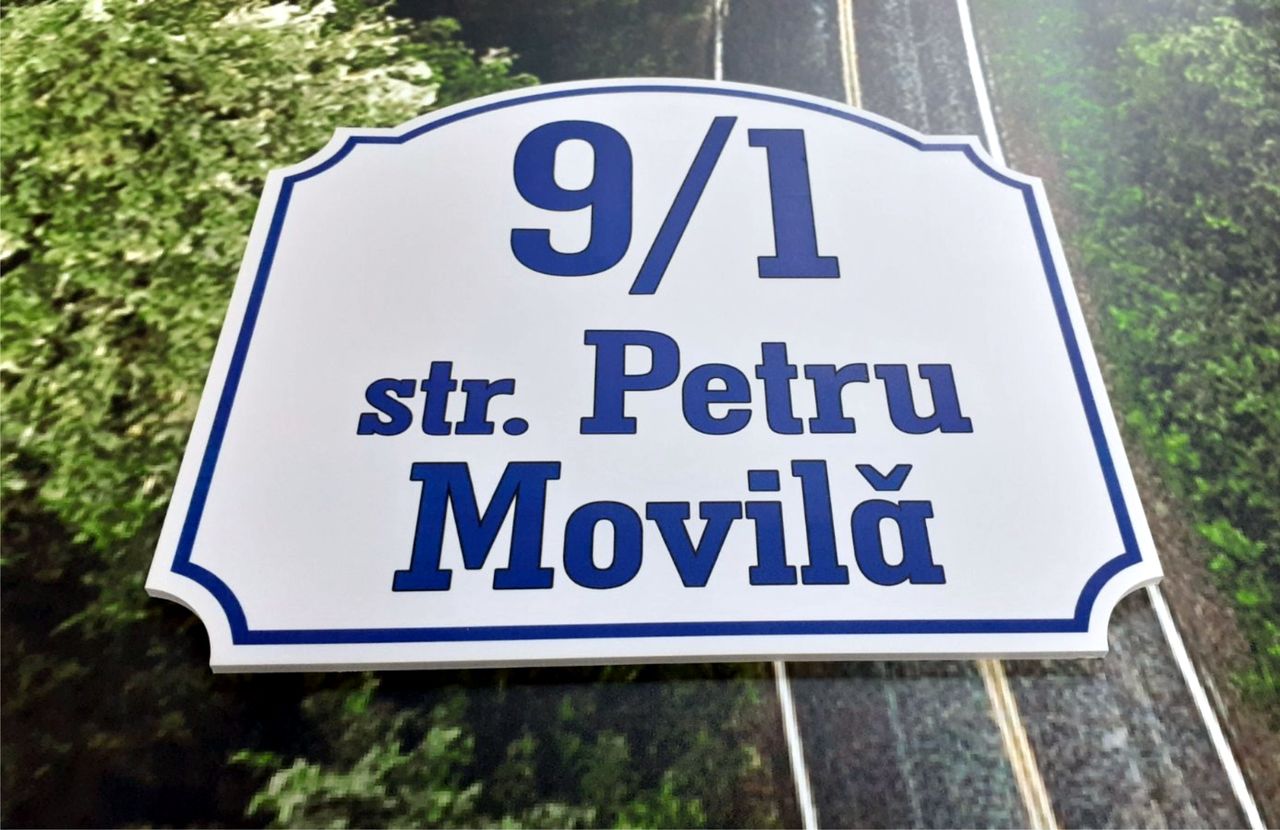 9/1
str. Petru
Movilă